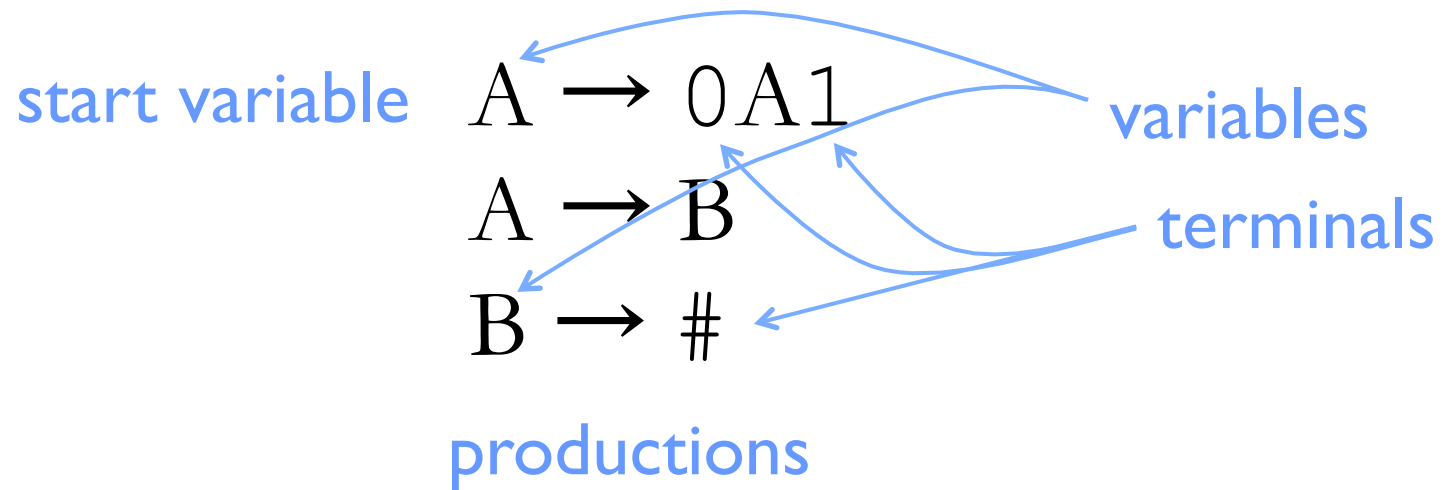 start variable A → 0A1 variables
A → B
terminals
B → #
productions